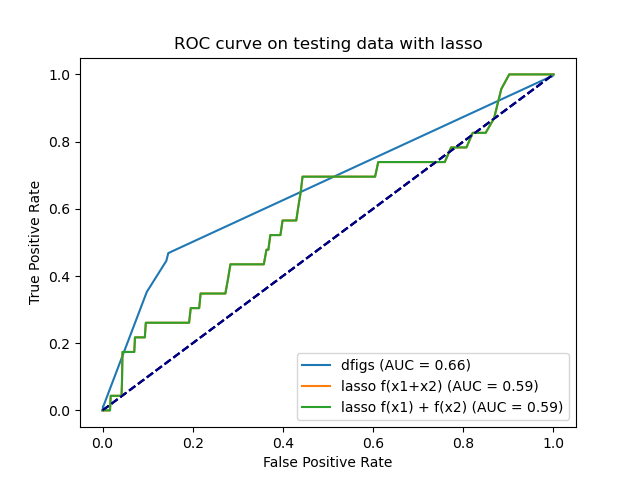 ROC curve on testing data with lasso
1.0
0.8
0.6
0.4
0.2
0.0
True Positive Rate
dfigs (AUC = 0.66)
lasso f(x1+x2) (AUC = 0.59)
lasso f(x1) + f(x2) (AUC = 0.59)
0.0 0.2 0.4 0.6 0.8 1.0
False Positive Rate